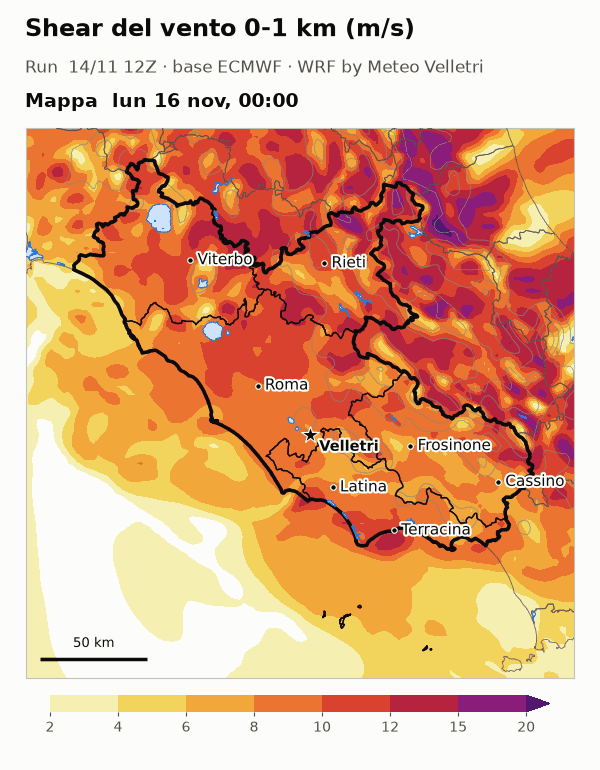 Shear del vento 0-1 km (m/s)
Run  14/11 12Z · base ECMWF · WRF by Meteo Velletri
Mappa  lun 16 nov, 00:00
Viterbo
Rieti
Roma
Velletri
Frosinone
Latina
Cassino
Terracina
50 km
2 4 6 8 10 12 15 20